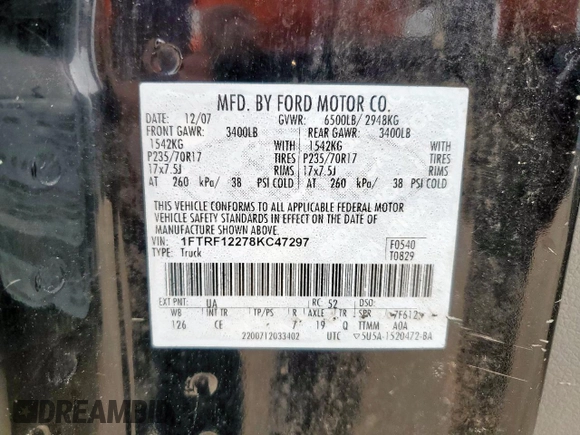 MFD. BY FORD MOTOR CO.
DATE: 12/07 GVWR: 6500LB/ 2948KG
FRONT GAWR: 3400LB REAR GAWR: 3400LB
1542KG WITH 1542KG WITH
P235/70R17 TIRES P235/70R17 TIRES
17x7.5J RIMS 17x7.5J RIMS
AT 260 kPa/ 38 PSI COLD AT 260 kPa/ 38 PSI COLD
THIS VEHICLE CONFORMS TO ALL APPLICABLE FEDERAL MOTOR
VEHICLE SAFETY STANDARDS IN EFFECT ON THE DATE OF
MANUFACTURE SHOWN ABOVE.
VIN: 1FTRF12278KC47297 F0540
TYPE: Truck T0829
EXT PNT: UA RC: 52 DSO:
WB INT TR TP/PS R AXLE TR SPR 7F612
126 CE 7 19 Q TTMM A0A
2200712033402 UTC 5U5A-1520472-BA
DREAMBID